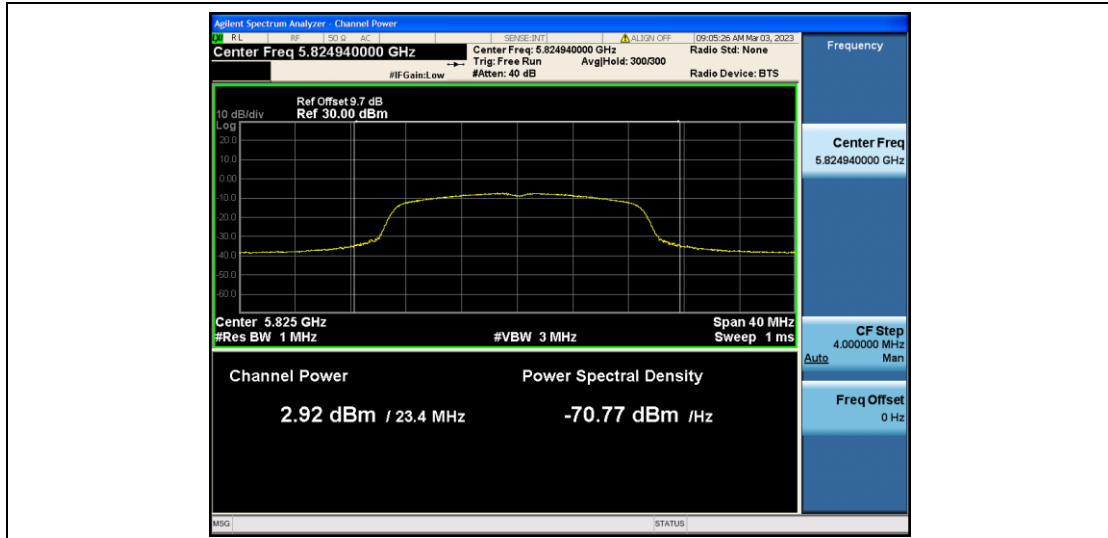 Agilent Spectrum Analyzer - Channel Power
RL RF 50 Ω AC SENSE:INT ALIGN OFF 09:05:26 AM Mar 03, 2023
Center Freq 5.824940000 GHz
Center Freq: 5.824940000 GHz
Radio Std: None
Trig: Free Run Avg|Hold: 300/300
#IFGain:Low
#Atten: 40 dB
Radio Device: BTS
Ref Offset 9.7 dB
10 dB/div Ref 30.00 dBm
Log
20.0
10.0
0.00
-10.0
-20.0
-30.0
-40.0
-50.0
-60.0
Center 5.825 GHz
Span 40 MHz
#Res BW 1 MHz
#VBW 3 MHz
Sweep 1 ms
Channel Power
Power Spectral Density
2.92 dBm / 23.4 MHz
-70.77 dBm /Hz
MSG
STATUS
Frequency
Center Freq
5.824940000 GHz
CF Step
4.000000 MHz
Auto Man
Freq Offset
0 Hz